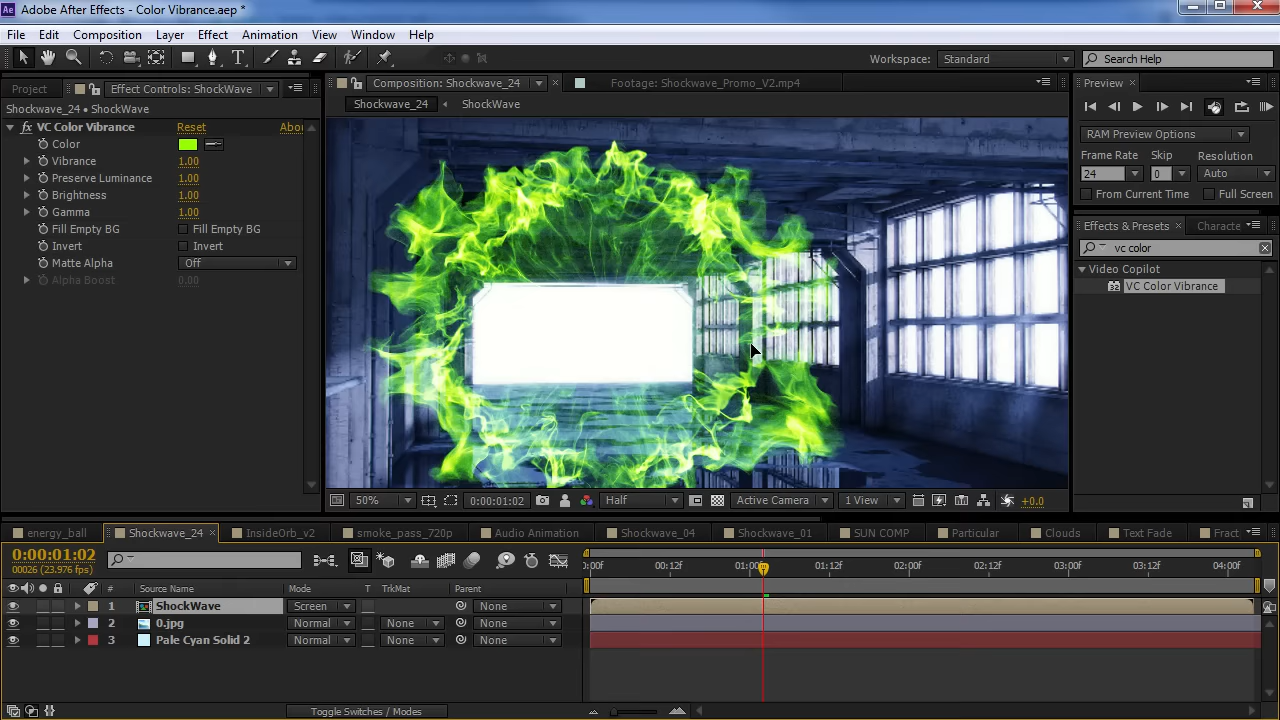 Adobe After Effects - Color Vibrance.aep *
File Edit Composition Layer Effect Animation View Window Help
Workspace: Standard Search Help
Project Effect Controls: ShockWave
Composition: Shockwave_24 Footage: Shockwave_Promo_V2.mp4
Preview
Shockwave_24 • ShockWave
Shockwave_24 ShockWave
fx VC Color Vibrance Reset Abou
Color
Vibrance 1.00
Preserve Luminance 1.00
Brightness 1.00
Gamma 1.00
Fill Empty BG Fill Empty BG
Invert Invert
Matte Alpha Off
Alpha Boost 0.00
RAM Preview Options
Frame Rate Skip Resolution
24 0 Auto
From Current Time Full Screen
Effects & Presets Characte
vc color
Video Copilot
VC Color Vibrance
50% 0:00:01:02 Half Active Camera 1 View +0.0
energy_ball Shockwave_24 InsideOrb_v2 smoke_pass_720p Audio Animation Shockwave_04 Shockwave_01 SUN COMP Particular Clouds Text Fade Fract
0:00:01:02
00026 (23.976 fps)
:00f 00:12f 01:00 01:12f 02:00f 02:12f 03:00f 03:12f 04:00f
# Source Name Mode T TrkMat Parent
1 ShockWave Screen None
2 0.jpg Normal None None
3 Pale Cyan Solid 2 Normal None None
Toggle Switches / Modes